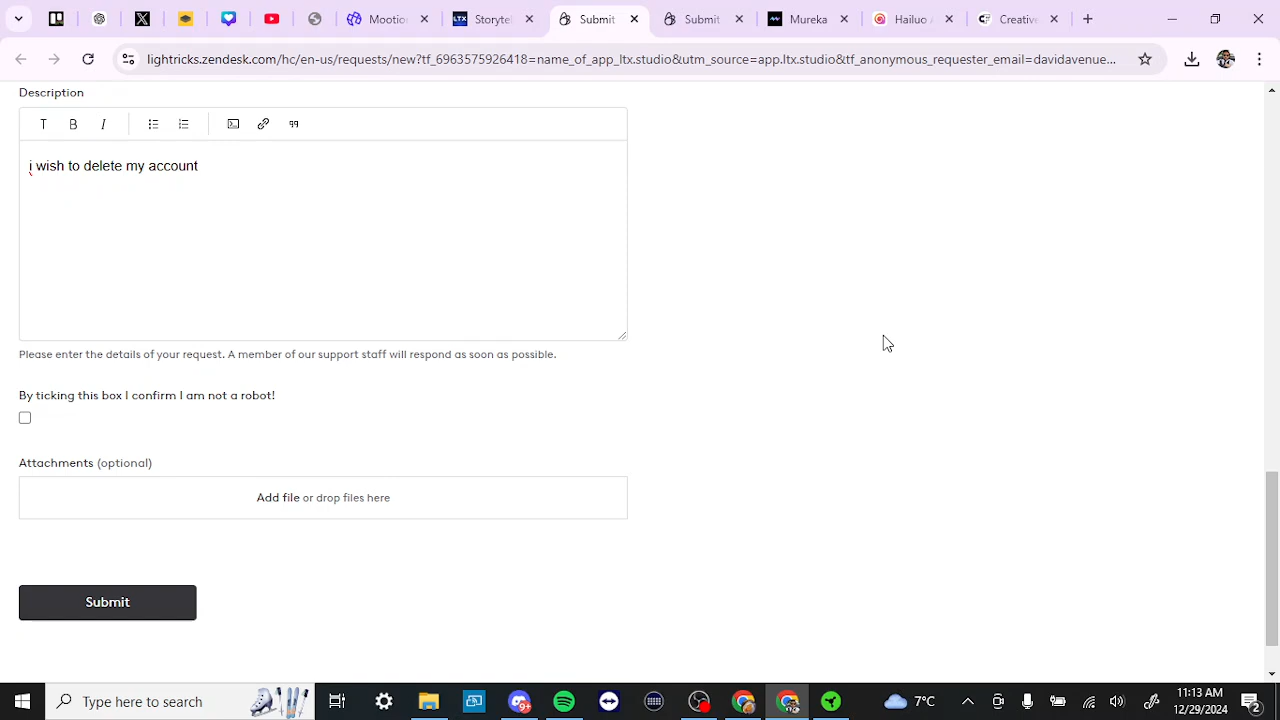 Mootio
Storyte
Submit
Submit
Mureka
Hailuo
Creative
lightricks.zendesk.com/hc/en-us/requests/new?tf_6963575926418=name_of_app_ltx.studio&utm_source=app.ltx.studio&tf_anonymous_requester_email=davidavenue...
Description
T B I
i wish to delete my account
Please enter the details of your request. A member of our support staff will respond as soon as possible.
By ticking this box I confirm I am not a robot!
Attachments (optional)
Add file or drop files here
Submit
Type here to search
7°C
11:13 AM
12/29/2024